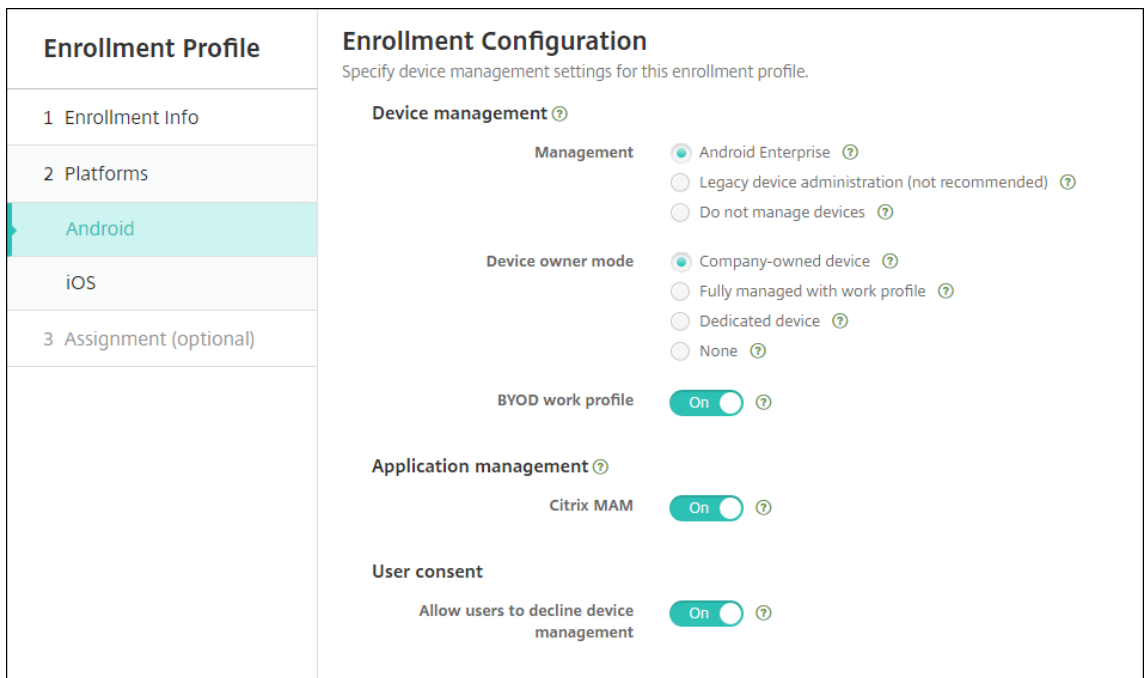 Enrollment Profile
1 Enrollment Info
2 Platforms
Android
iOS
3 Assignment (optional)
Enrollment Configuration
Specify device management settings for this enrollment profile.
Device management ?
Management
Android Enterprise ?
Legacy device administration (not recommended) ?
Do not manage devices ?
Device owner mode
Company-owned device ?
Fully managed with work profile ?
Dedicated device ?
None ?
BYOD work profile
On ?
Application management ?
Citrix MAM
On ?
User consent
Allow users to decline device
management
On ?